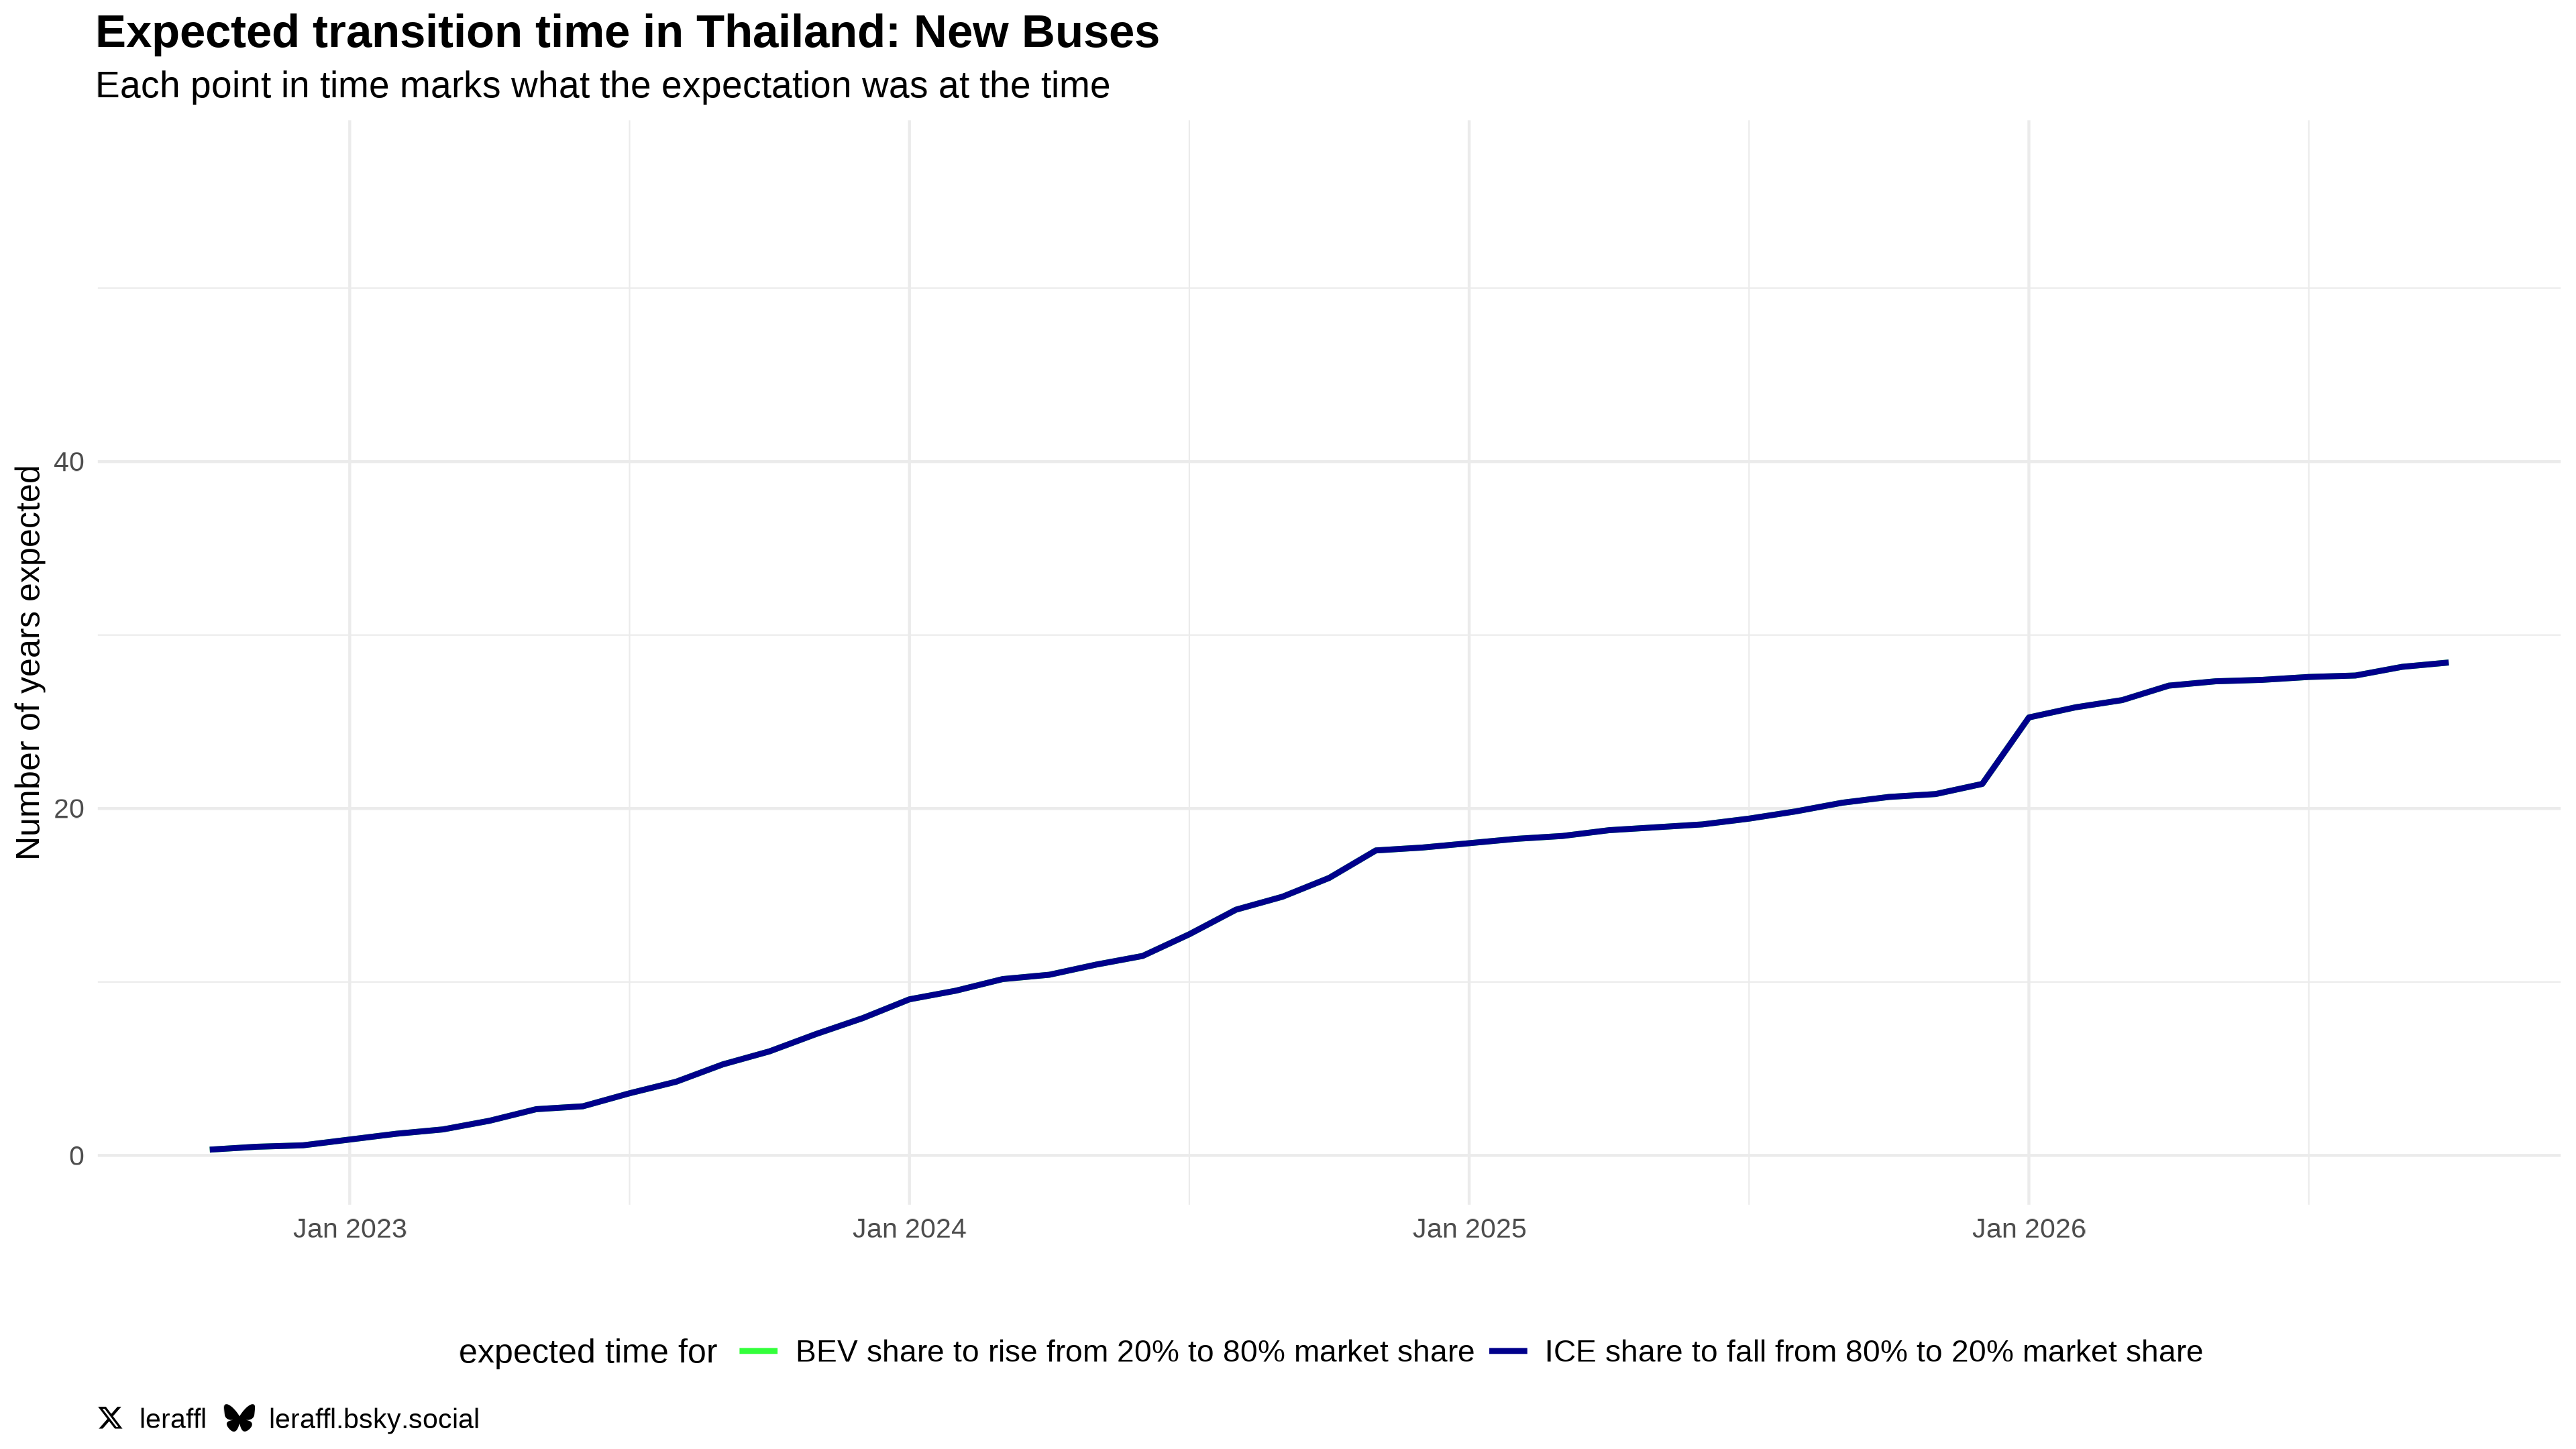 Expected transition time in Thailand: New Buses
Each point in time marks what the expectation was at the time
Number of years expected
40
20
0
Jan 2023
Jan 2024
Jan 2025
Jan 2026
expected time for
BEV share to rise from 20% to 80% market share
ICE share to fall from 80% to 20% market share
leraffl
leraffl.bsky.social